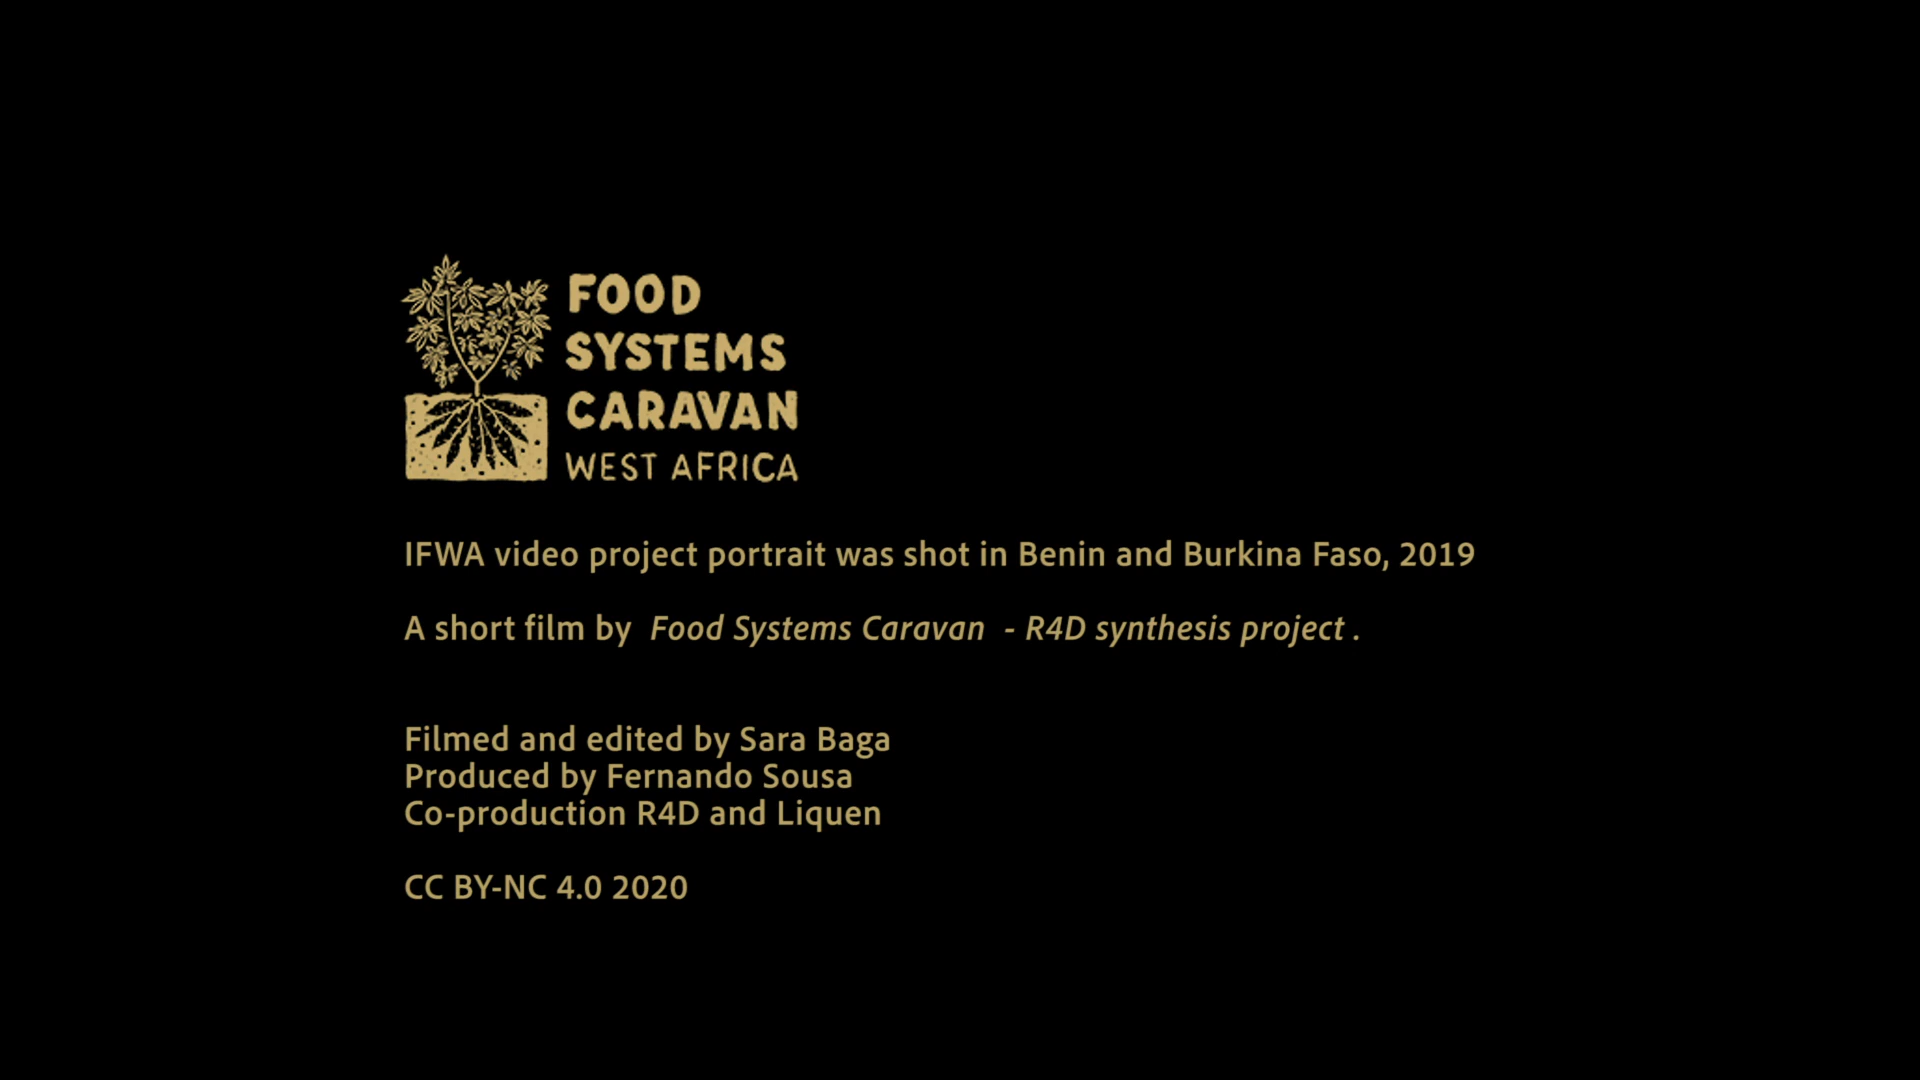 FOOD
SYSTEMS
CARAVAN
WEST AFRICA
IFWA video project portrait was shot in Benin and Burkina Faso, 2019
A short film by Food Systems Caravan - R4D synthesis project .
Filmed and edited by Sara Baga
Produced by Fernando Sousa
Co-production R4D and Liquen
CC BY-NC 4.0 2020